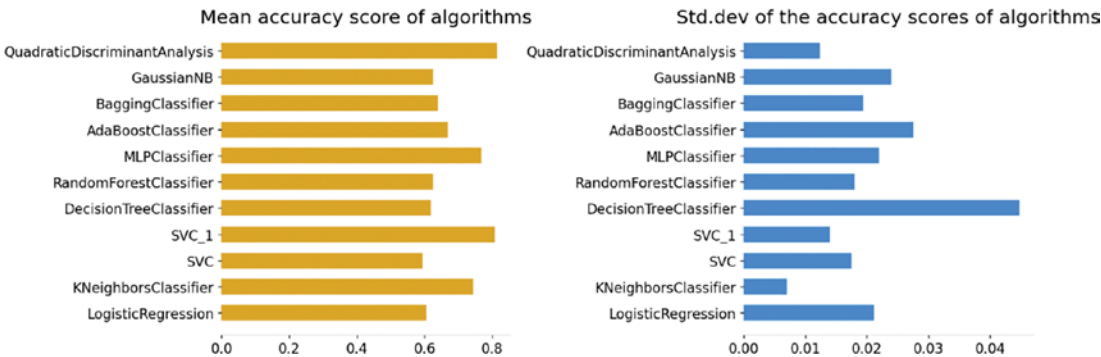 Mean accuracy score of algorithms
QuadraticDiscriminantAnalysis
GaussianNB
BaggingClassifier
AdaBoostClassifier
MLPClassifier
RandomForestClassifier
DecisionTreeClassifier
SVC_1
SVC
KNeighborsClassifier
LogisticRegression
0.0 0.2 0.4 0.6 0.8
Std.dev of the accuracy scores of algorithms
QuadraticDiscriminantAnalysis
GaussianNB
BaggingClassifier
AdaBoostClassifier
MLPClassifier
RandomForestClassifier
DecisionTreeClassifier
SVC_1
SVC
KNeighborsClassifier
LogisticRegression
0.00 0.01 0.02 0.03 0.04